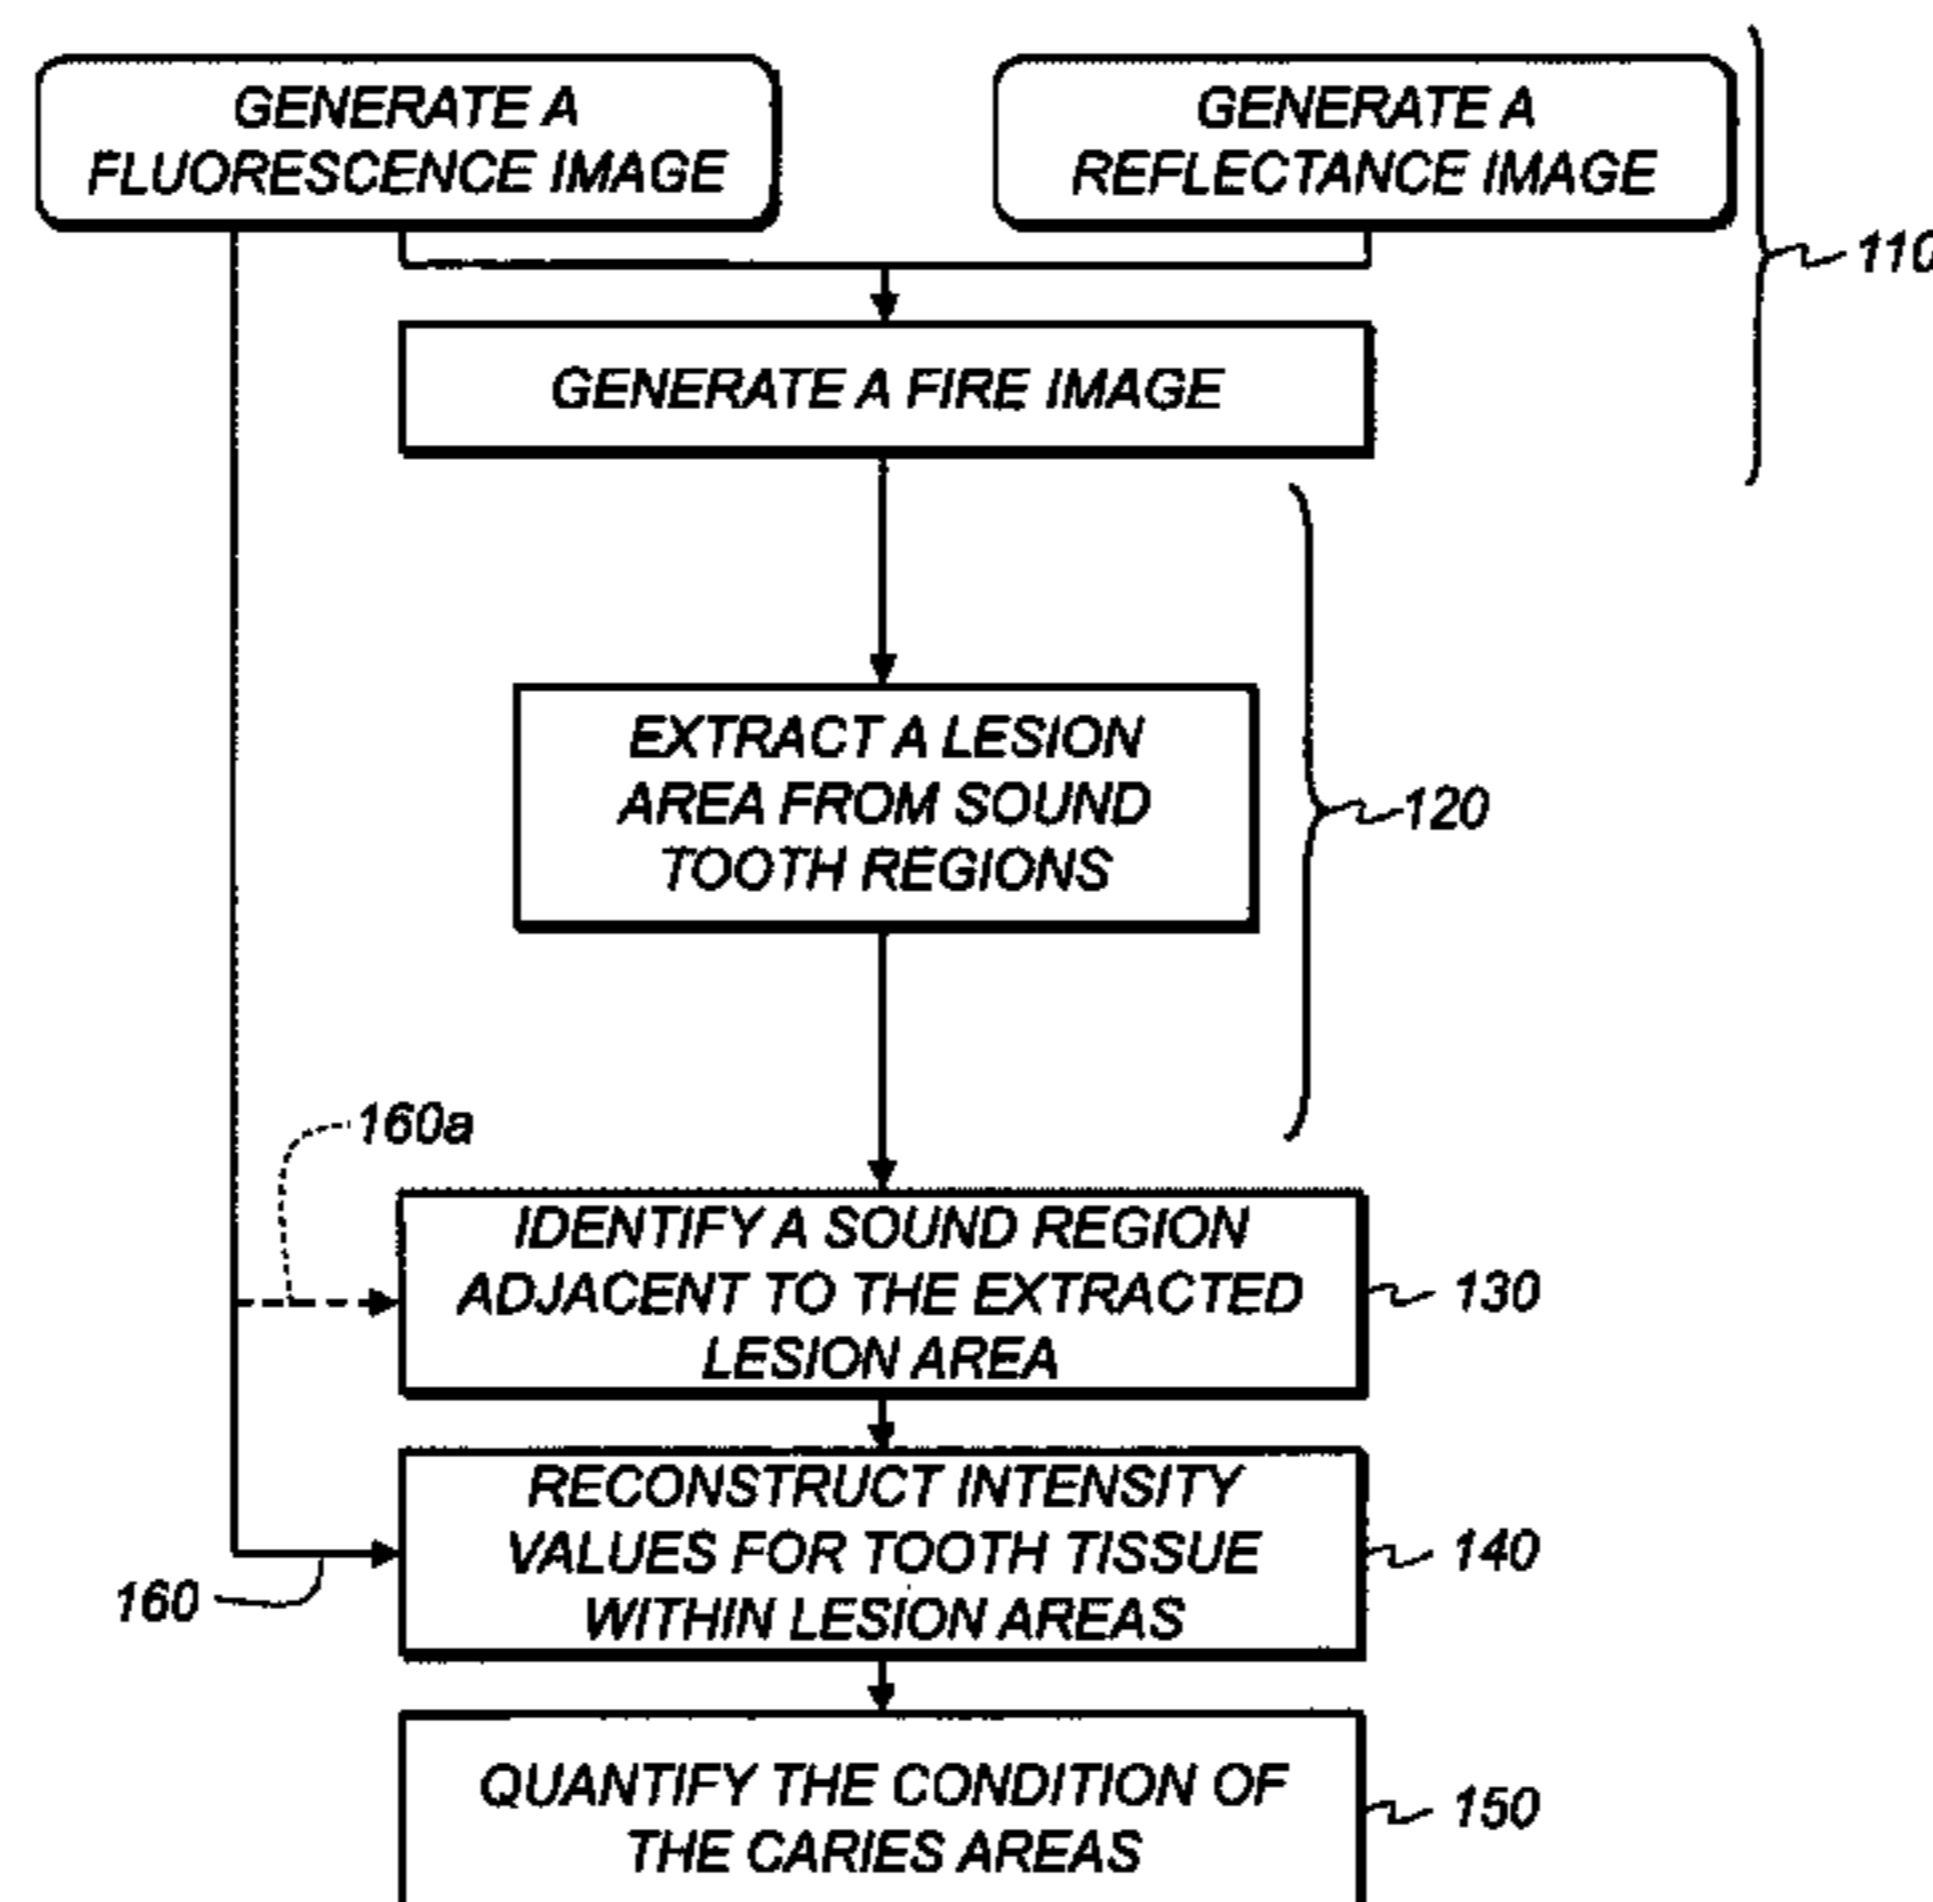 GENERATE A
FLUORESCENCE IMAGE
GENERATE A
REFLECTANCE IMAGE
110
GENERATE A FIRE IMAGE
EXTRACT A LESION
AREA FROM SOUND
TOOTH REGIONS
120
160a
IDENTIFY A SOUND REGION
ADJACENT TO THE EXTRACTED
LESION AREA
130
RECONSTRUCT INTENSITY
VALUES FOR TOOTH TISSUE
WITHIN LESION AREAS
140
160
QUANTIFY THE CONDITION OF
THE CARIES AREAS
150